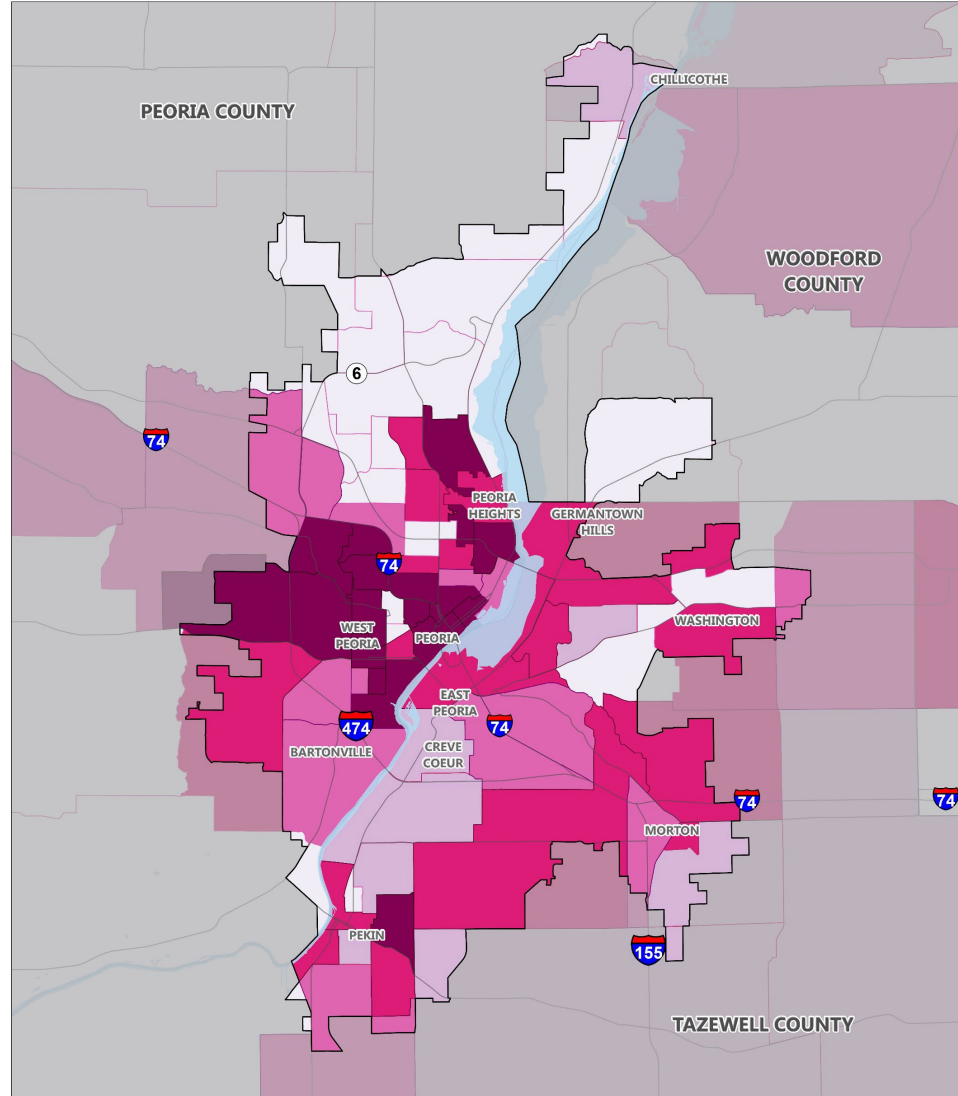 CHILLICOTHE
PEORIA COUNTY
WOODFORD
COUNTY
6
74
PEORIA
HEIGHTS
GERMANTOWN
HILLS
74
WASHINGTON
WEST
PEORIA
PEORIA
EAST
PEORIA
474
74
BARTONVILLE
CREVE
COEUR
74
74
MORTON
PEKIN
155
TAZEWELL COUNTY